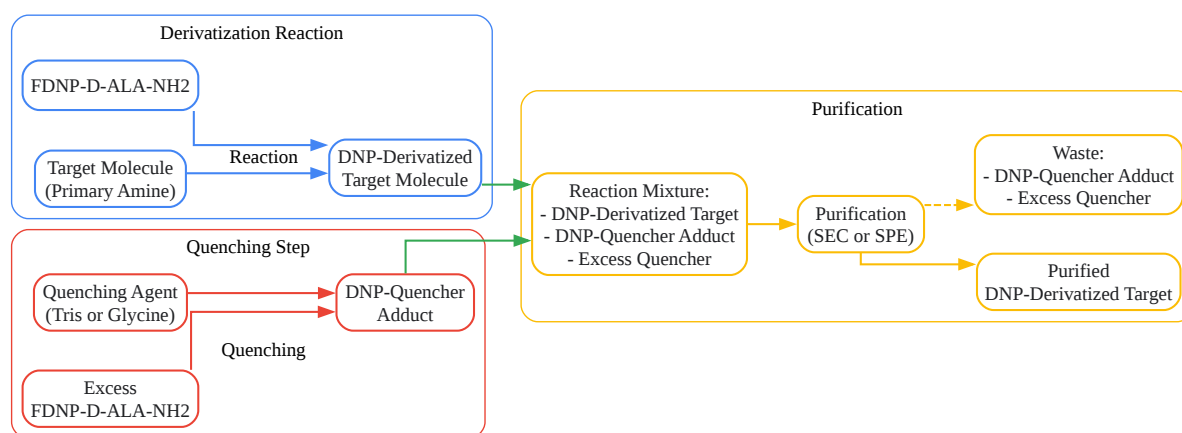 Derivatization Reaction
FDNP-D-ALA-NH2
Target Molecule
(Primary Amine)
Reaction
DNP-Derivatized
Target Molecule
Quenching Step
Quenching Agent
(Tris or Glycine)
DNP-Quencher
Adduct
Quenching
Excess
FDNP-D-ALA-NH2
Purification
Reaction Mixture:
- DNP-Derivatized Target
- DNP-Quencher Adduct
- Excess Quencher
Purification
(SEC or SPE)
Waste:
- DNP-Quencher Adduct
- Excess Quencher
Purified
DNP-Derivatized Target